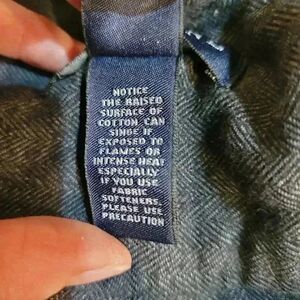 NOTICE
THE RAISED
SURFACE OF
COTTON CAN
SINGE IF
EXPOSED TO
FLAMES OR
INTENSE HEAT
ESPECIALLY
IF YOU USE
FABRIC
SOFTENERS.
PLEASE USE
PRECAUTION